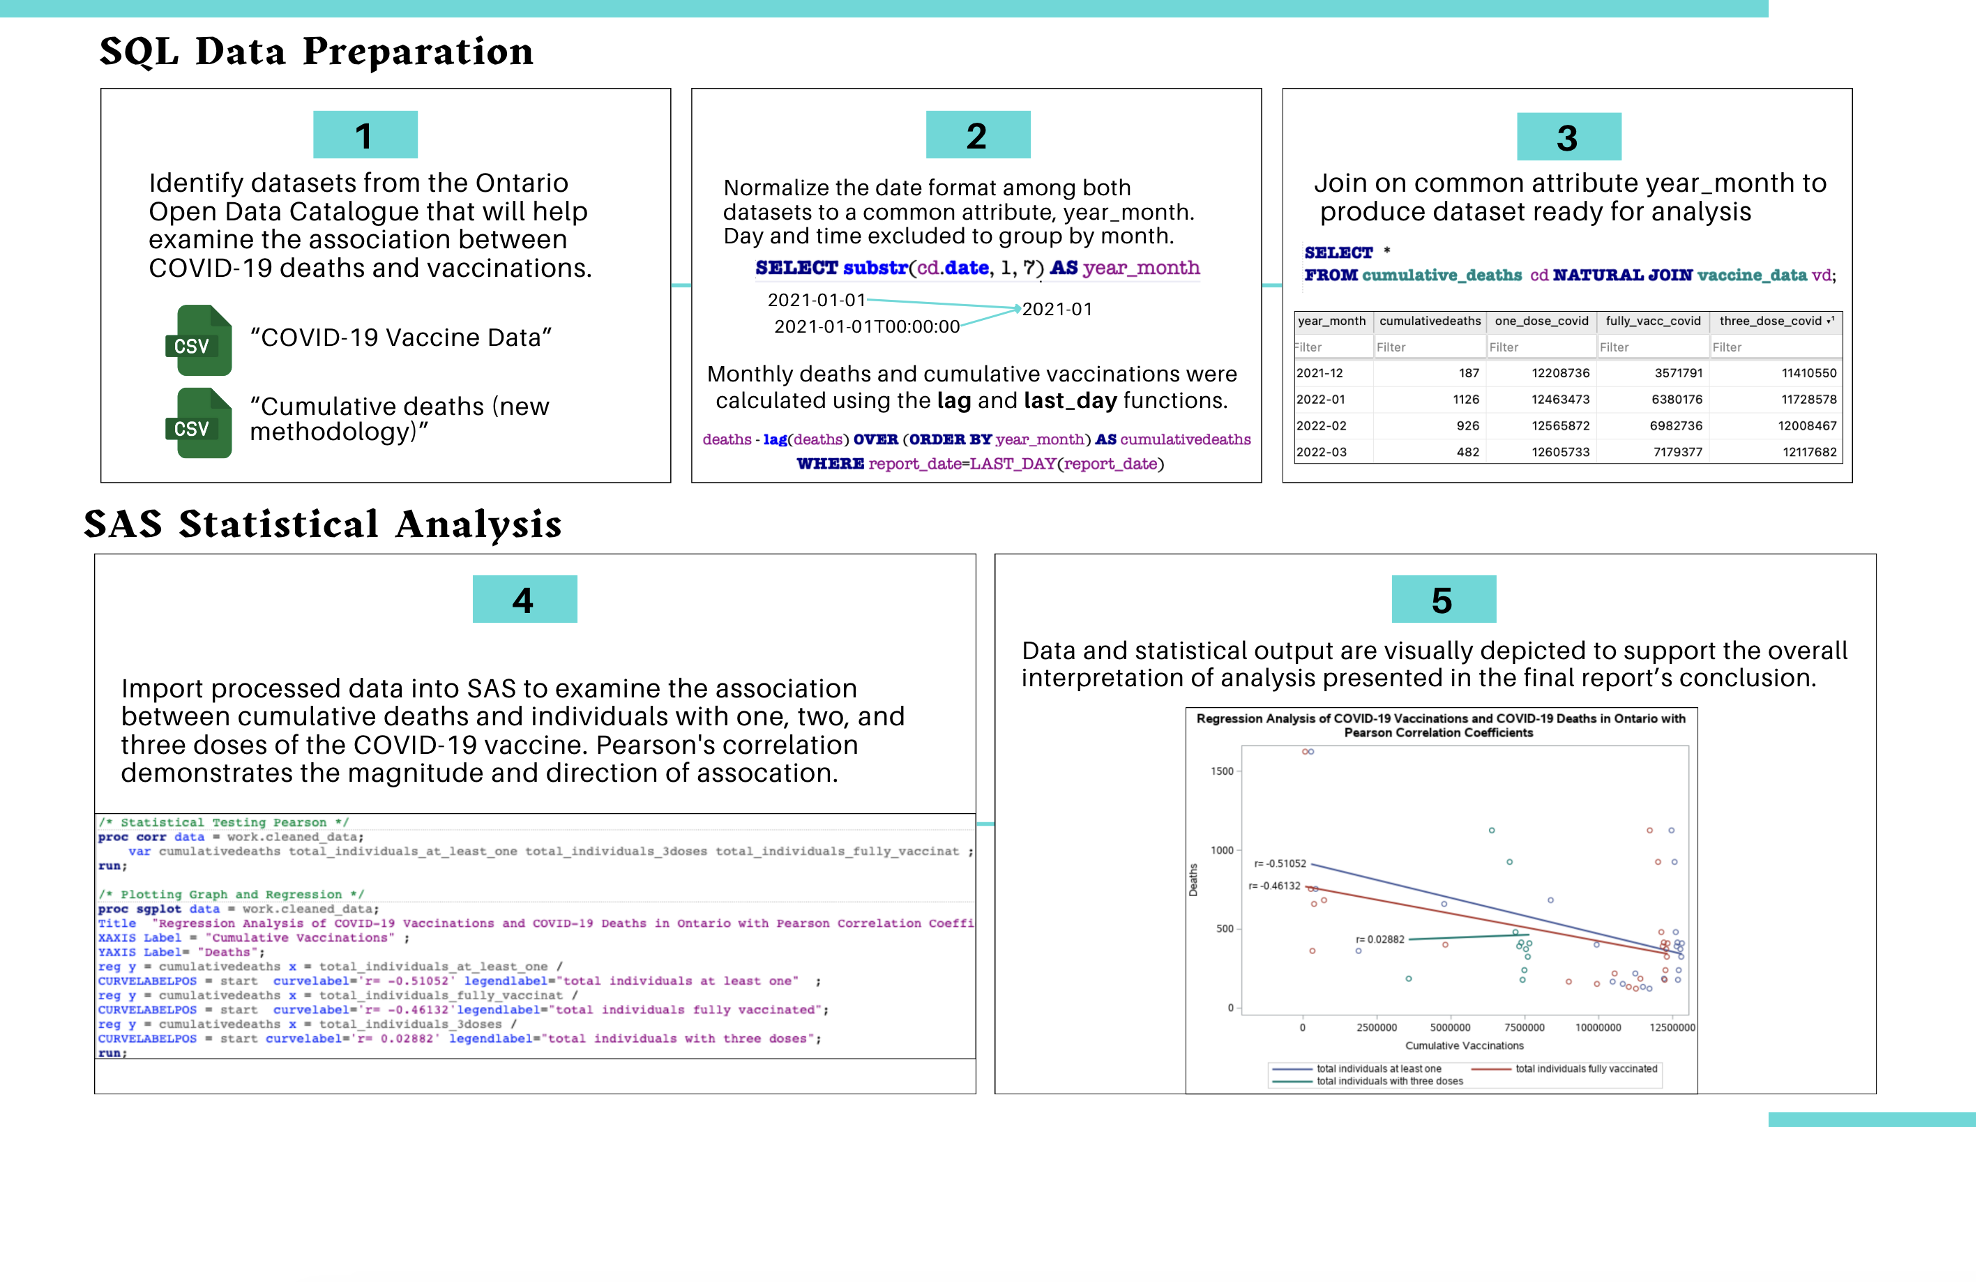 SQL Data Preparation
1
Identify datasets from the Ontario
Open Data Catalogue that will help
examine the association between
COVID-19 deaths and vaccinations.
CSV
“COVID-19 Vaccine Data”
CSV
“Cumulative deaths (new
methodology)”
2
Normalize the date format among both
datasets to a common attribute, year_month.
Day and time excluded to group by month.
SELECT substr(cd.date, 1, 7) AS year_month
2021-01-01
2021-01
2021-01-01T00:00:00
Monthly deaths and cumulative vaccinations were
calculated using the lag and last_day functions.
deaths - lag(deaths) OVER (ORDER BY year_month) AS cumulativedeaths
WHERE report_date=LAST_DAY(report_date)
3
Join on common attribute year_month to
produce dataset ready for analysis
SELECT *
FROM cumulative_deaths cd NATURAL JOIN vaccine_data vd;
year_month cumulativedeaths one_dose_covid fully_vacc_covid three_dose_covid ▾1
Filter Filter Filter Filter Filter
2021-12 187 12208736 3571791 11410550
2022-01 1126 12463473 6380176 11728578
2022-02 926 12565872 6982736 12008467
2022-03 482 12605733 7179377 12117682
SAS Statistical Analysis
4
Import processed data into SAS to examine the association
between cumulative deaths and individuals with one, two, and
three doses of the COVID-19 vaccine. Pearson's correlation
demonstrates the magnitude and direction of assocation.
/* Statistical Testing Pearson */
proc corr data = work.cleaned_data;
var cumulativedeaths total_individuals_at_least_one total_individuals_3doses total_individuals_fully_vaccinat ;
run;
/* Plotting Graph and Regression */
proc sgplot data = work.cleaned_data;
Title "Regression Analysis of COVID-19 Vaccinations and COVID-19 Deaths in Ontario with Pearson Correlation Coeffi
XAXIS Label = "Cumulative Vaccinations" ;
YAXIS Label= "Deaths";
reg y = cumulativedeaths x = total_individuals_at_least_one /
CURVELABELPOS = start curvelabel='r= -0.51052' legendlabel="total individuals at least one" ;
reg y = cumulativedeaths x = total_individuals_fully_vaccinat /
CURVELABELPOS = start curvelabel='r= -0.46132'legendlabel="total individuals fully vaccinated";
reg y = cumulativedeaths x = total_individuals_3doses /
CURVELABELPOS = start curvelabel='r= 0.02882' legendlabel="total individuals with three doses";
run;
5
Data and statistical output are visually depicted to support the overall
interpretation of analysis presented in the final report’s conclusion.
Regression Analysis of COVID-19 Vaccinations and COVID-19 Deaths in Ontario with
Pearson Correlation Coefficients
Deaths
1500
1000
500
0
r= -0.51052
r= -0.46132
r= 0.02882
0 2500000 5000000 7500000 10000000 12500000
Cumulative Vaccinations
total individuals at least one total individuals fully vaccinated
total individuals with three doses